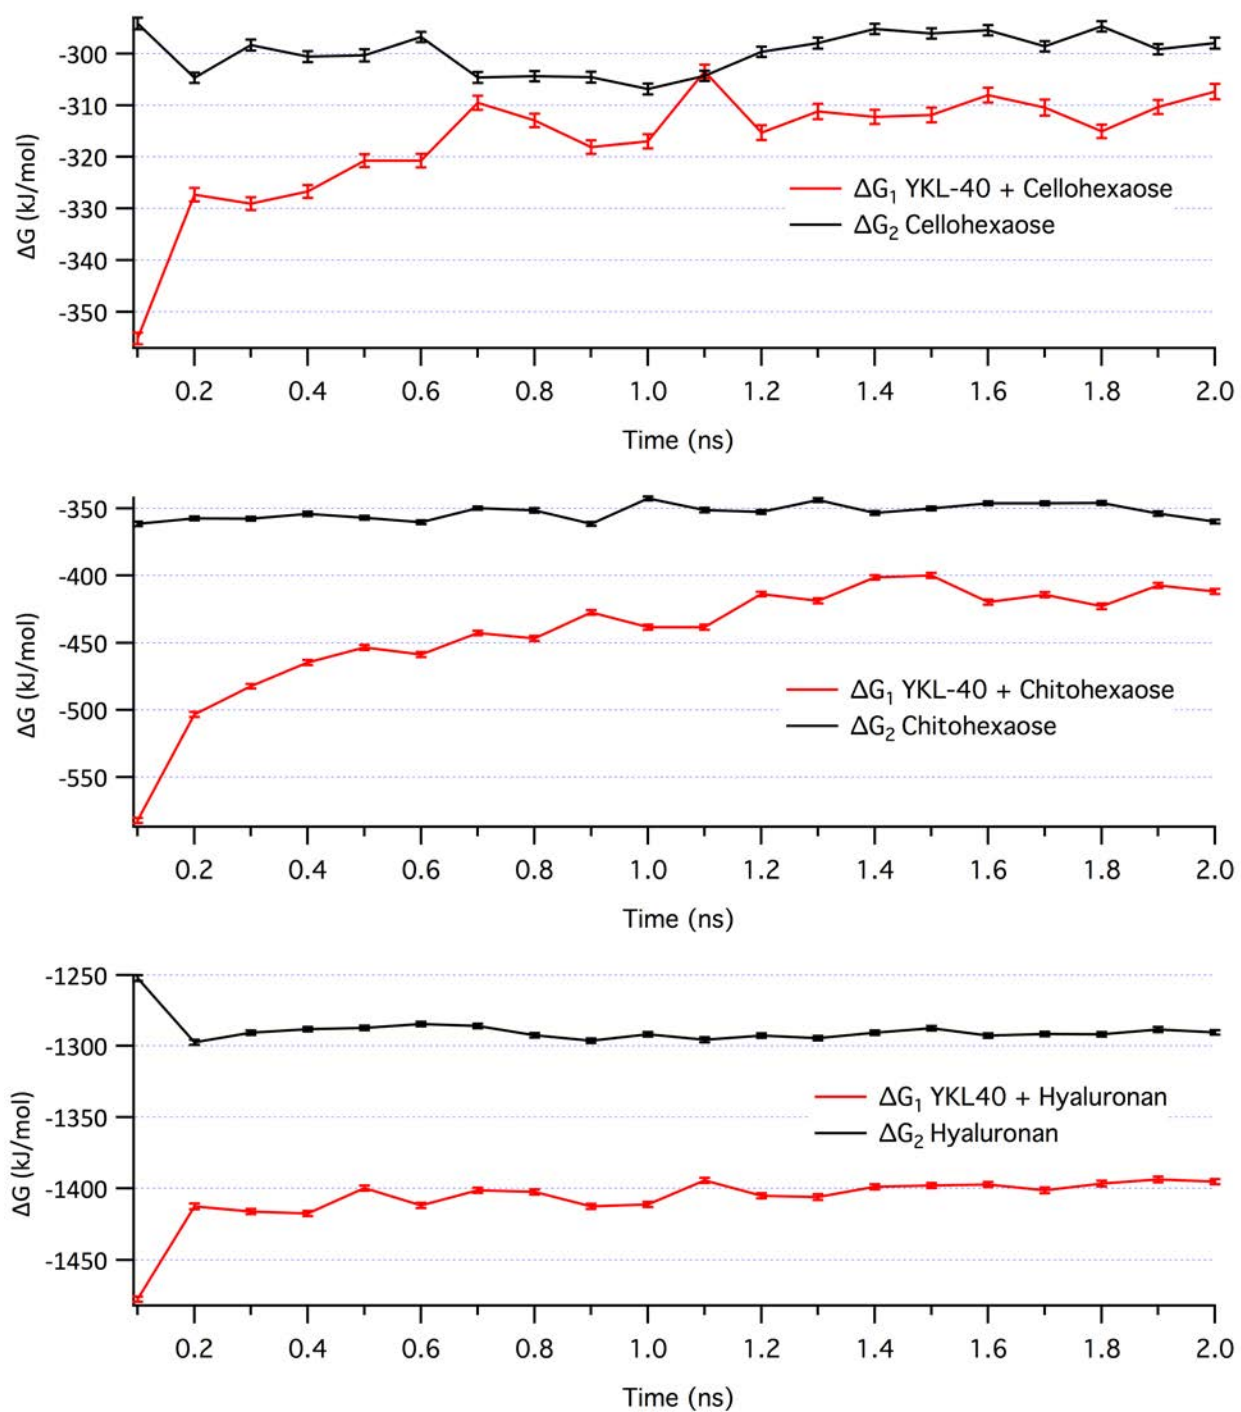 -300
-310
-320
-330
-340
-350
ΔG (kJ/mol)
ΔG₁ YKL-40 + Cellohexaose
ΔG₂ Cellohexaose
0.2 0.4 0.6 0.8 1.0 1.2 1.4 1.6 1.8 2.0
Time (ns)
-350
-400
-450
-500
-550
ΔG (kJ/mol)
ΔG₁ YKL-40 + Chitohexaose
ΔG₂ Chitohexaose
0.2 0.4 0.6 0.8 1.0 1.2 1.4 1.6 1.8 2.0
Time (ns)
-1250
-1300
-1350
-1400
-1450
ΔG (kJ/mol)
ΔG₁ YKL40 + Hyaluronan
ΔG₂ Hyaluronan
0.2 0.4 0.6 0.8 1.0 1.2 1.4 1.6 1.8 2.0
Time (ns)